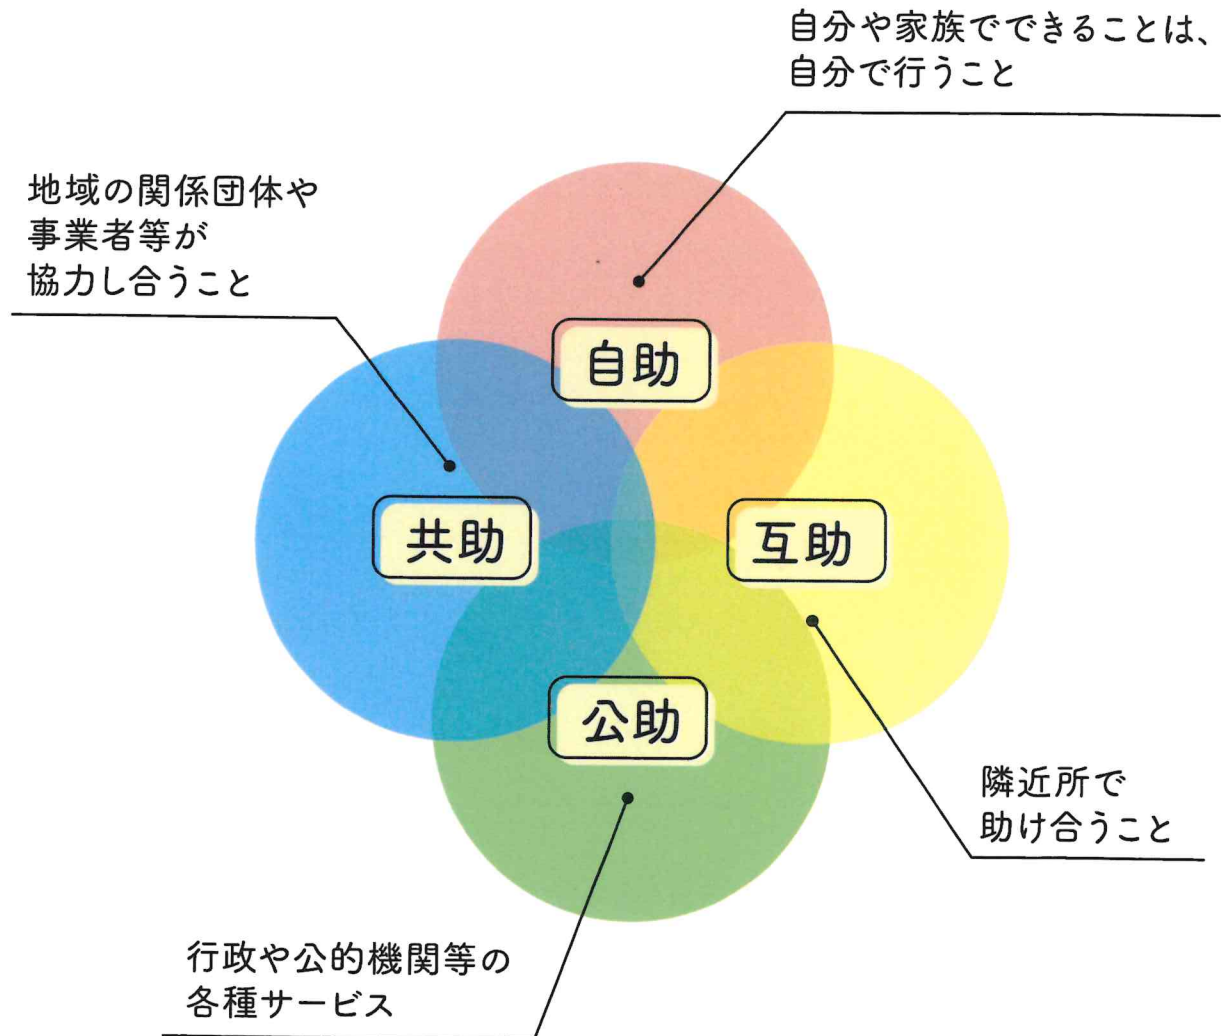 自分や家族でできることは、
自分で行うこと
地域の関係団体や
事業者等が
協力し合うこと
自助
共助
互助
公助
隣近所で
助け合うこと
行政や公的機関等の
各種サービス